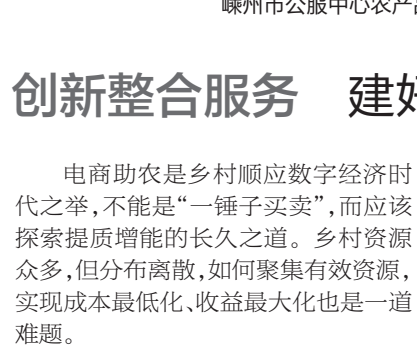 嵊州市公服中心农产品
创新整合服务 建好
电商助农是乡村顺应数字经济时
代之举,不能是“一锤子买卖”,而应该
探索提质增能的长久之道。乡村资源
众多,但分布离散,如何聚集有效资源,
实现成本最低化、收益最大化也是一道
难题。